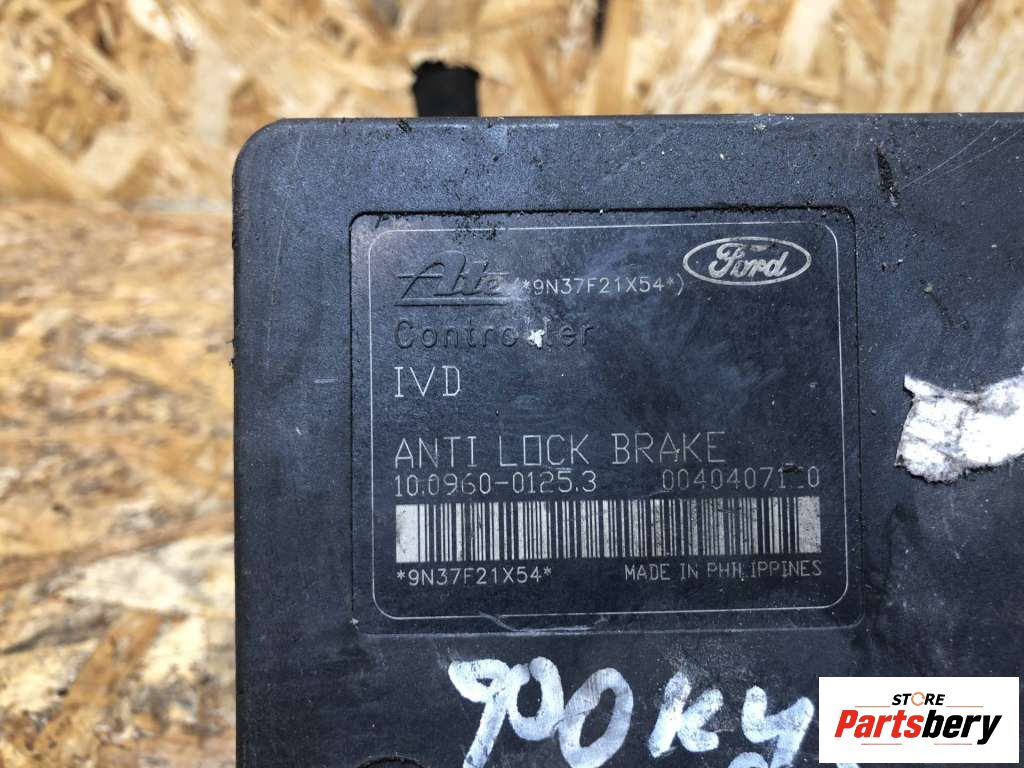 Ate (*9N37F21X54*) Ford
Controller
IVD
ANTI LOCK BRAKE
10.0960-0125.3
*9N37F21X54* MADE IN PHILIPPINES
STORE
Partsbery